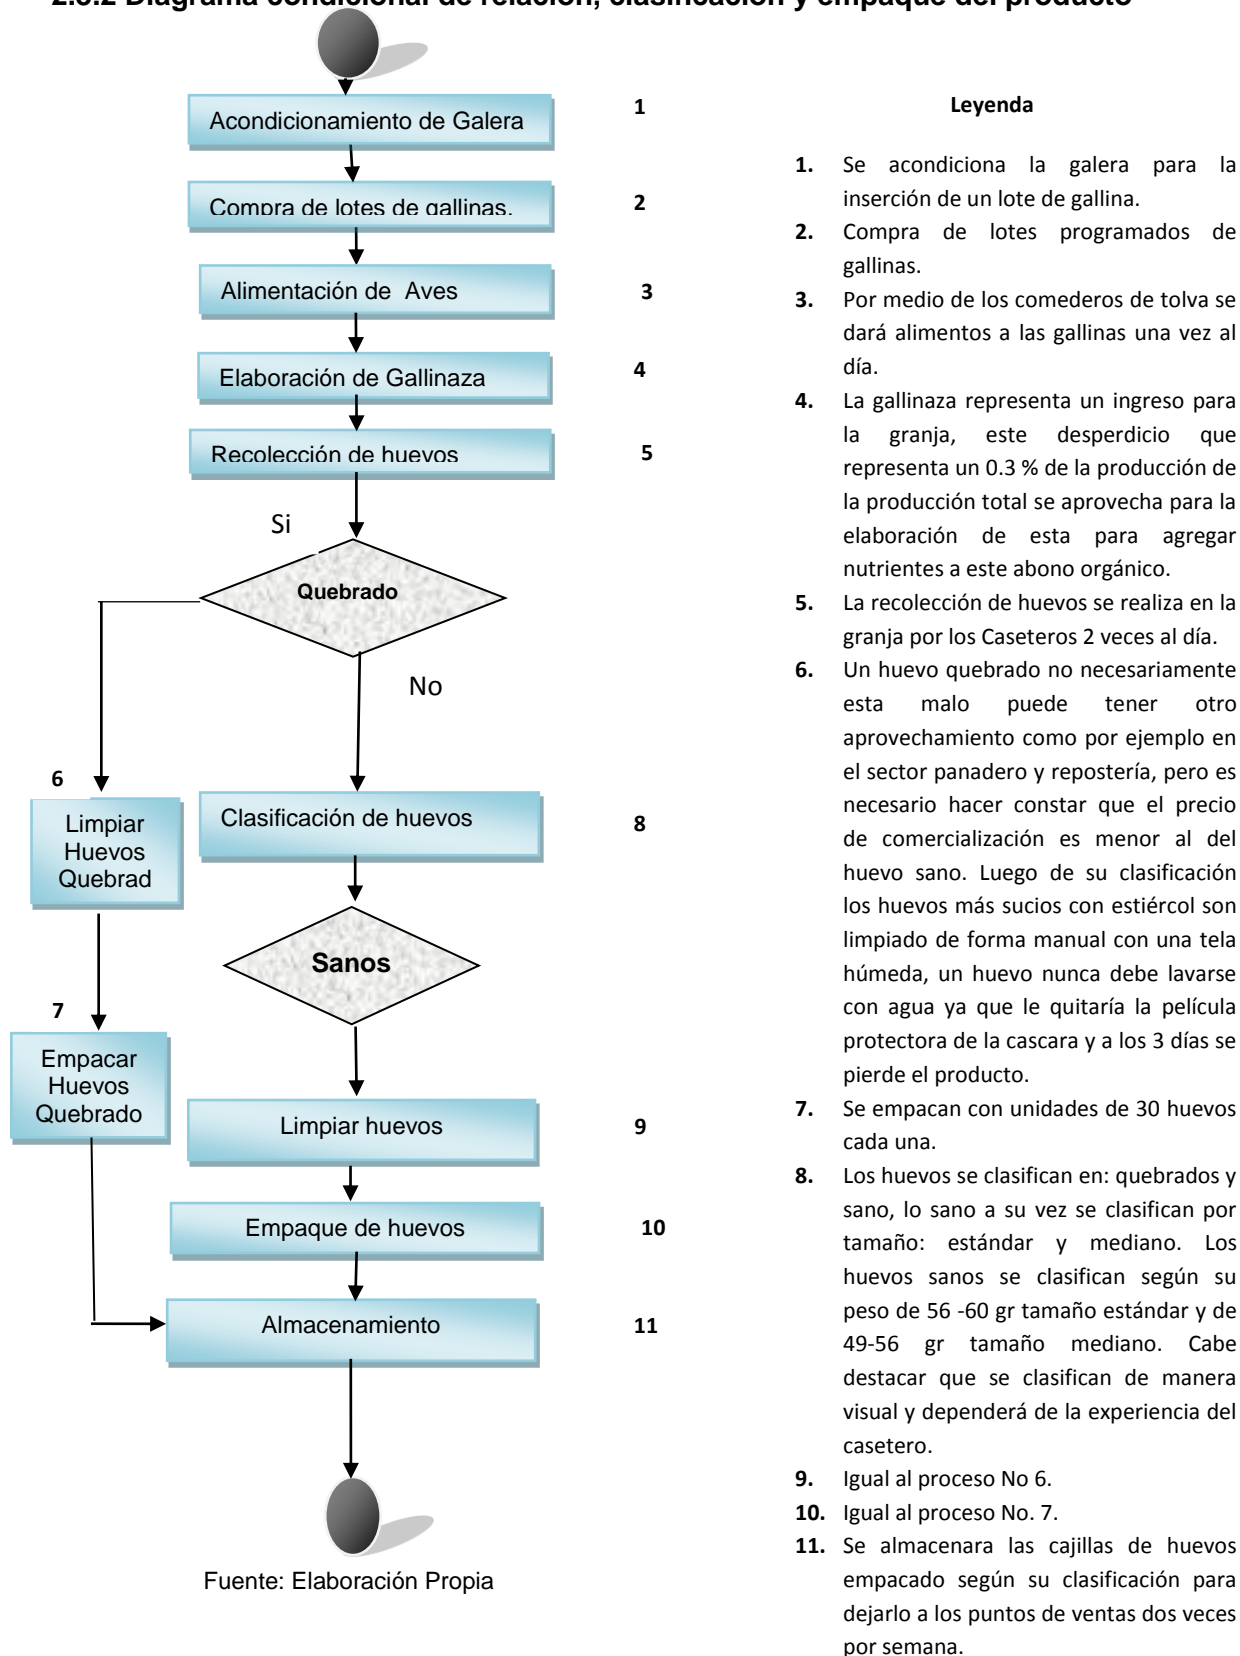 2.3.2 Diagrama condicional de relación, clasificación y empaque del producto
Acondicionamiento de Galera
1
Compra de lotes de gallinas.
2
Alimentación de Aves
3
Elaboración de Gallinaza
4
Recolección de huevos
5
Si
Quebrado
No
6
Limpiar
Huevos
Quebrad
Clasificación de huevos
8
Sanos
7
Empacar
Huevos
Quebrado
Limpiar huevos
9
Empaque de huevos
10
Almacenamiento
11
Fuente: Elaboración Propia
Leyenda
1. Se acondiciona la galera para la
inserción de un lote de gallina.
2. Compra de lotes programados de
gallinas.
3. Por medio de los comederos de tolva se
dará alimentos a las gallinas una vez al
día.
4. La gallinaza representa un ingreso para
la granja, este desperdicio que
representa un 0.3 % de la producción de
la producción total se aprovecha para la
elaboración de esta para agregar
nutrientes a este abono orgánico.
5. La recolección de huevos se realiza en la
granja por los Caseteros 2 veces al día.
6. Un huevo quebrado no necesariamente
esta malo puede tener otro
aprovechamiento como por ejemplo en
el sector panadero y repostería, pero es
necesario hacer constar que el precio
de comercialización es menor al del
huevo sano. Luego de su clasificación
los huevos más sucios con estiércol son
limpiado de forma manual con una tela
húmeda, un huevo nunca debe lavarse
con agua ya que le quitaría la película
protectora de la cascara y a los 3 días se
pierde el producto.
7. Se empacan con unidades de 30 huevos
cada una.
8. Los huevos se clasifican en: quebrados y
sano, lo sano a su vez se clasifican por
tamaño: estándar y mediano. Los
huevos sanos se clasifican según su
peso de 56 -60 gr tamaño estándar y de
49-56 gr tamaño mediano. Cabe
destacar que se clasifican de manera
visual y dependerá de la experiencia del
casetero.
9. Igual al proceso No 6.
10. Igual al proceso No. 7.
11. Se almacenara las cajillas de huevos
empacado según su clasificación para
dejarlo a los puntos de ventas dos veces
por semana.